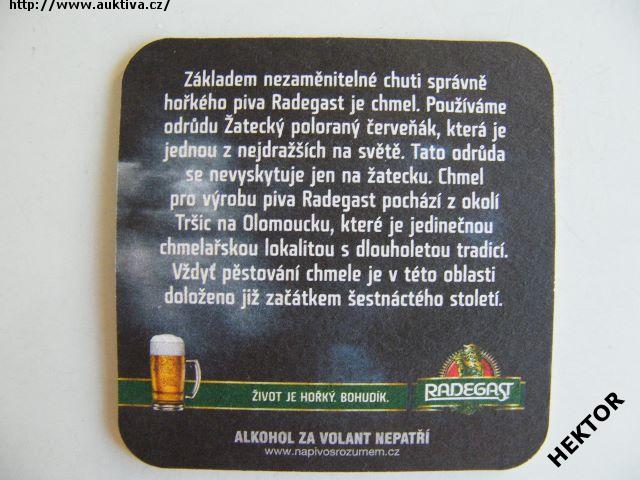 http://www.auktiva.cz/
Základem nezaměnitelné chuti správně
hořkého piva Radegast je chmel. Používáme
odrůdu Žatecký poloraný červeňák, která je
jednou z nejdražších na světě. Tato odrůda
se nevyskytuje jen na žatecku. Chmel
pro výrobu piva Radegast pochází z okolí
Tršic na Olomoucku, které je jedinečnou
chmelařskou lokalitou s dlouholetou tradicí.
Vždyť pěstování chmele je v této oblasti
doloženo již začátkem šestnáctého století.
ŽIVOT JE HOŘKÝ. BOHUDÍK.
RADEGAST
ALKOHOL ZA VOLANT NEPATŘÍ
www.napivosrozumem.cz
HEKTOR